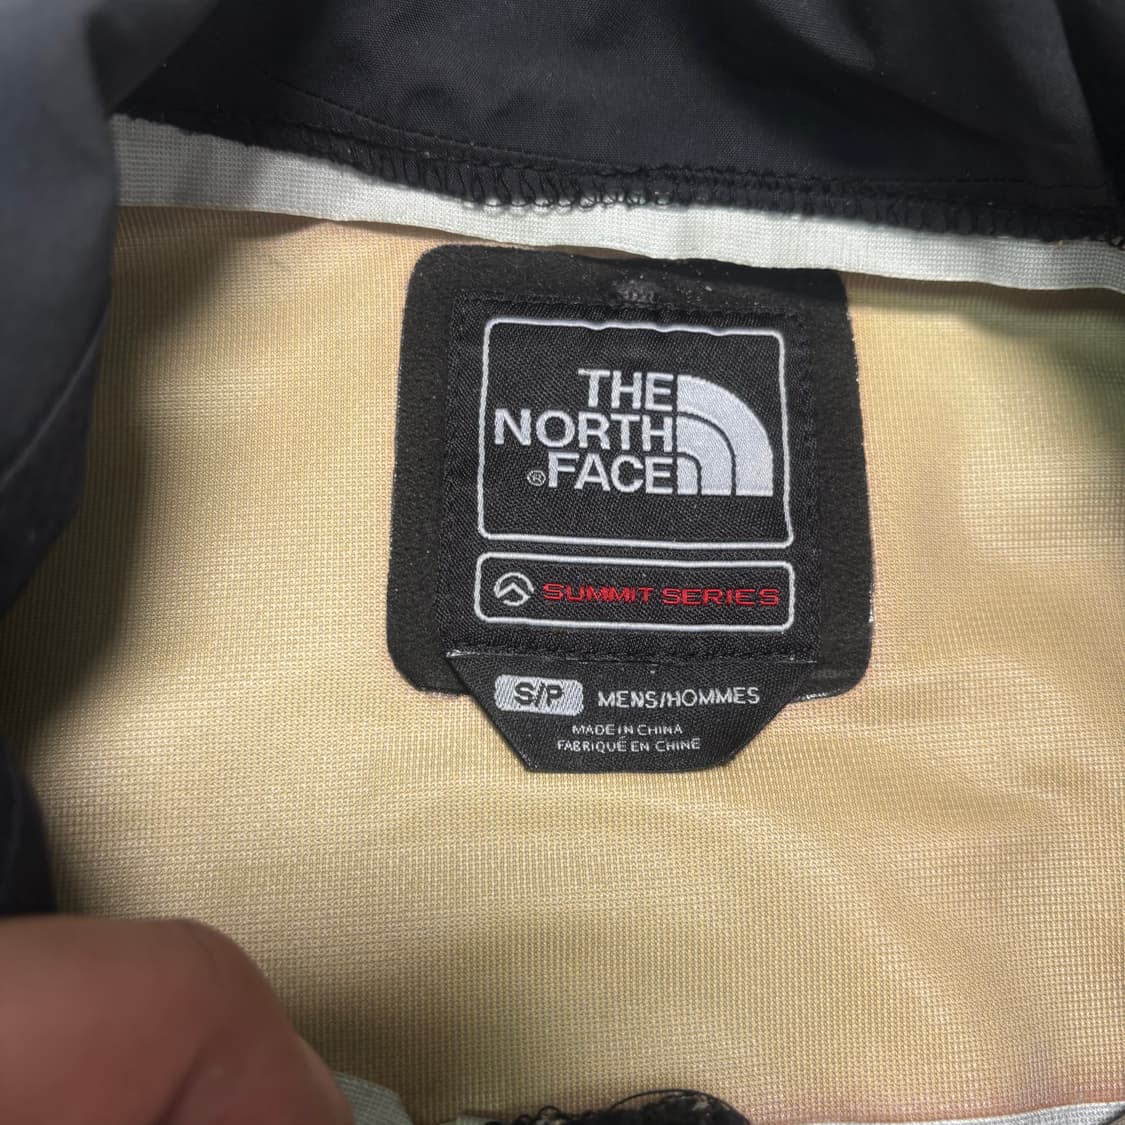 THE
NORTH
® FACE
SUMMIT SERIES
S/P MENS/HOMMES
MADE IN CHINA
FABRIQUÉ EN CHINE